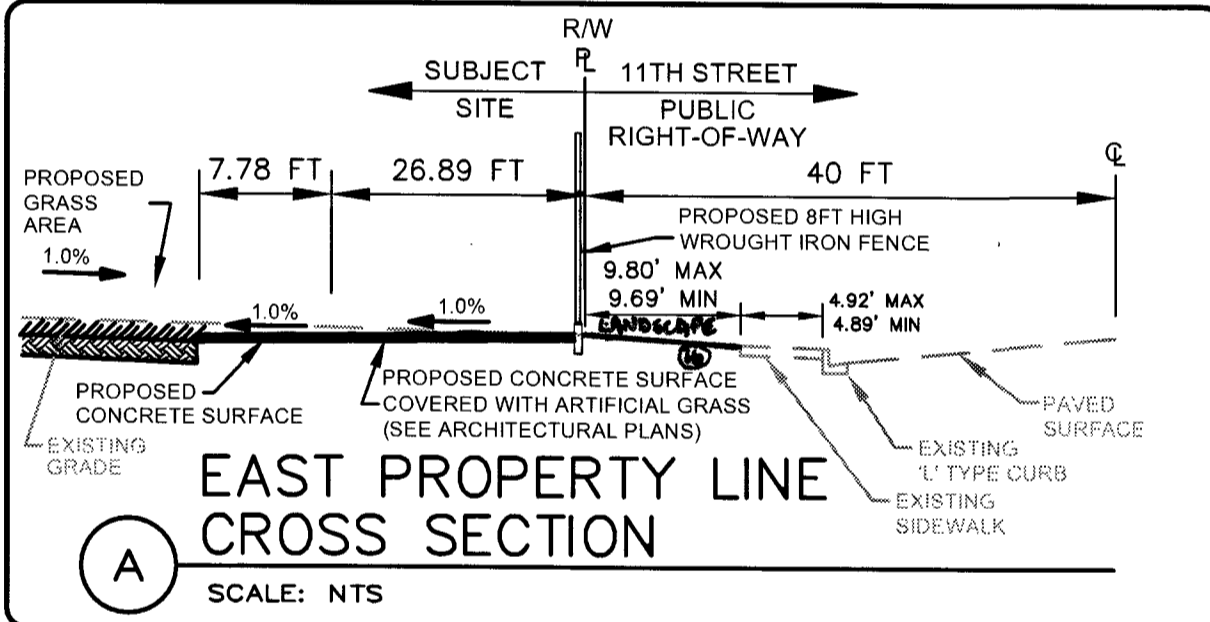 R/W
PL
SUBJECT
SITE
11TH STREET
PUBLIC
RIGHT-OF-WAY
℄
7.78 FT
26.89 FT
40 FT
PROPOSED
GRASS
AREA
1.0%
PROPOSED 8FT HIGH
WROUGHT IRON FENCE
9.80' MAX
9.69' MIN
4.92' MAX
4.89' MIN
1.0%
1.0%
LANDSCAPE
16
PROPOSED
CONCRETE SURFACE
PROPOSED CONCRETE SURFACE
COVERED WITH ARTIFICIAL GRASS
(SEE ARCHITECTURAL PLANS)
EXISTING
GRADE
PAVED
SURFACE
EXISTING
'L' TYPE CURB
EXISTING
SIDEWALK
A
EAST PROPERTY LINE
CROSS SECTION
SCALE: NTS